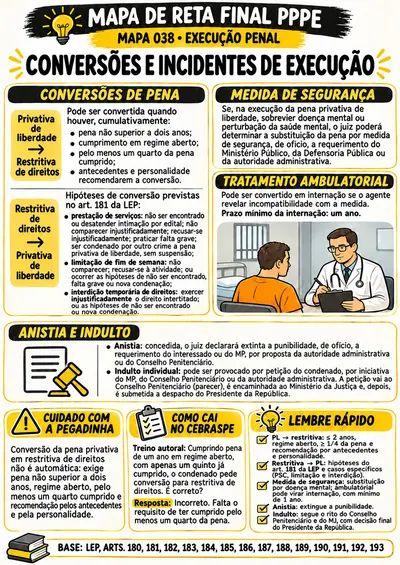 MAPA DE RETA FINAL PPPE
MAPA 038 • EXECUÇÃO PENAL
CONVERSÕES E INCIDENTES DE EXECUÇÃO
CONVERSÕES DE PENA
Privativa
de
liberdade
→
Restritiva
de direitos
Pode ser convertida quando
houver, cumulativamente:
• pena não superior a dois anos;
• cumprimento em regime aberto;
• pelo menos um quarto da pena
cumprido;
• antecedentes e personalidade
recomendarem a conversão.
Restritiva
de
direitos
→
Privativa
de
liberdade
Hipóteses de conversão previstas
no art. 181 da LEP:
• prestação de serviços: não ser encontrado
ou desatender intimação por edital; não
comparecer injustificadamente; recusar-se
injustificadamente; praticar falta grave;
ser condenado por outro crime a pena
privativa de liberdade, sem suspensão;
• limitação de fim de semana: não
comparecer; recusar-se à atividade; ou
ocorrer as hipóteses de não ser encontrado,
falta grave ou nova condenação;
• interdição temporária de direitos: exercer
injustificadamente o direito interditado; ou
as hipóteses de não ser encontrado
ou nova condenação.
MEDIDA DE SEGURANÇA
Se, na execução da pena privativa de
liberdade, sobrevier doença mental ou
perturbação da saúde mental, o juiz poderá
determinar a substituição da pena por medida
de segurança, de ofício, a requerimento do
Ministério Público, da Defensoria Pública
ou da autoridade administrativa.
TRATAMENTO AMBULATORIAL
Pode ser convertido em internação se o agente
revelar incompatibilidade com a medida.
Prazo mínimo da internação: um ano.
ANISTIA E INDULTO
• Anistia: concedida, o juiz declarará extinta a punibilidade, de ofício, a
requerimento do interessado ou do MP, por proposta da autoridade administrativa
ou do Conselho Penitenciário.
• Indulto individual: pode ser provocado por petição do condenado, por iniciativa
do MP, do Conselho Penitenciário ou da autoridade administrativa. A petição vai ao
Conselho Penitenciário (parecer), é encaminhada ao Ministério da Justiça e, depois,
é submetida a despacho do Presidente da República.
CUIDADO COM
A PEGADINHA
Conversão da pena privativa
em restritiva de direitos
não é automática: exige
pena não superior a dois
anos, regime aberto, pelo
menos um quarto cumprido e
recomendação pelos antecedentes
e pela personalidade.
COMO CAI
NO CEBRASPE
Treino autoral: Cumprindo pena
de um ano em regime aberto,
com apenas um quinto já
cumprido, o condenado pede
conversão para restritiva de
direitos. É correto?
Resposta: Incorreto. Falta o
requisito de ter cumprido pelo
menos um quarto da pena.
LEMBRE RÁPIDO
PL → restritiva: ≤ 2 anos,
regime aberto, ≥ 1/4 da pena e
recomendação por antecedentes
e personalidade.
Restritiva → PL: hipóteses do
art. 181 da LEP e casos específicos
(PSC, limitação e interdição).
Medida de segurança: substituição
por doença mental; ambulatorial
pode virar internação, com mínimo
de 1 ano.
Anistia: extingue a punibilidade.
Indulto: segue o rito do Conselho
Penitenciário e do MJ, com decisão final
do Presidente da República.
BASE: LEP, ARTS. 180, 181, 182, 183, 184, 185, 186, 187, 188, 189, 190, 191, 192, 193